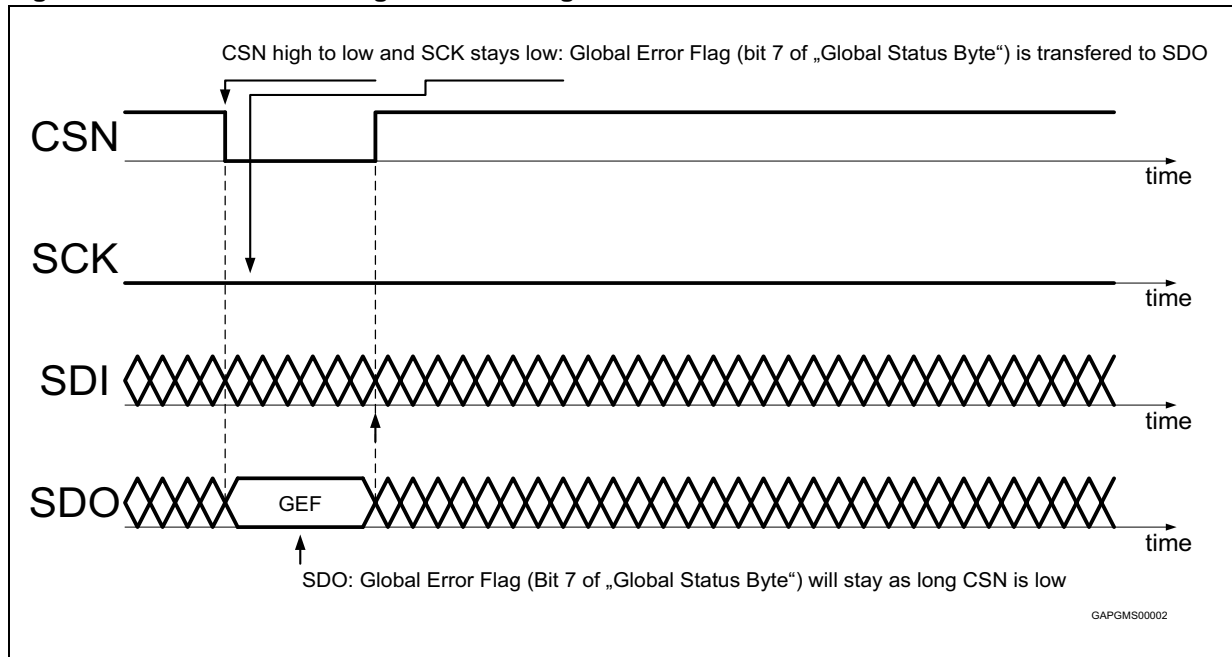 CSN high to low and SCK stays low: Global Error Flag (bit 7 of „Global Status Byte“) is transfered to SDO
CSN
time
SCK
time
SDI
time
SDO
GEF
time
SDO: Global Error Flag (Bit 7 of „Global Status Byte“) will stay as long CSN is low
GAPGMS00002